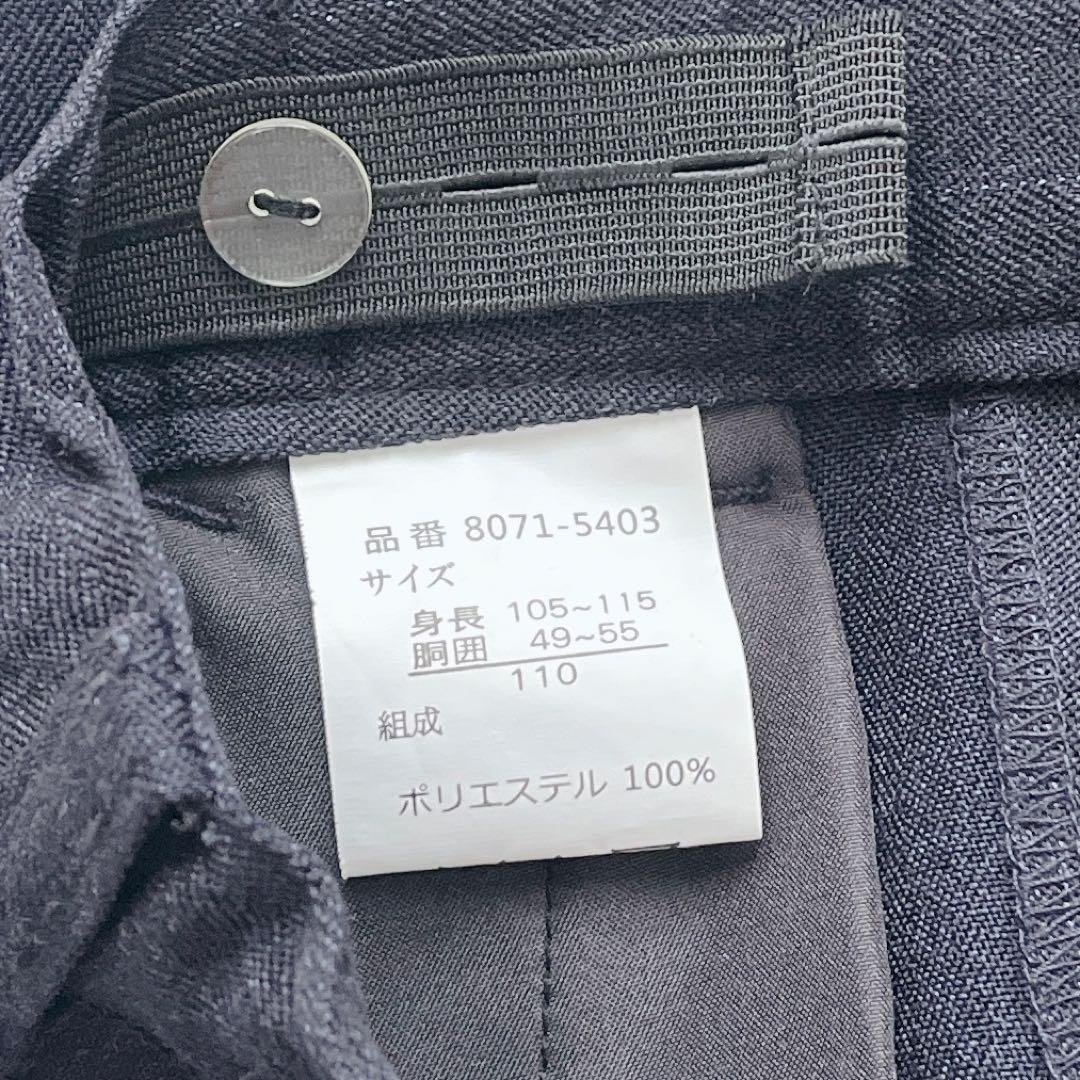 品番 8071-5403
サイズ
身長 105~115
胴囲 49~55
110
組成
ポリエステル 100%